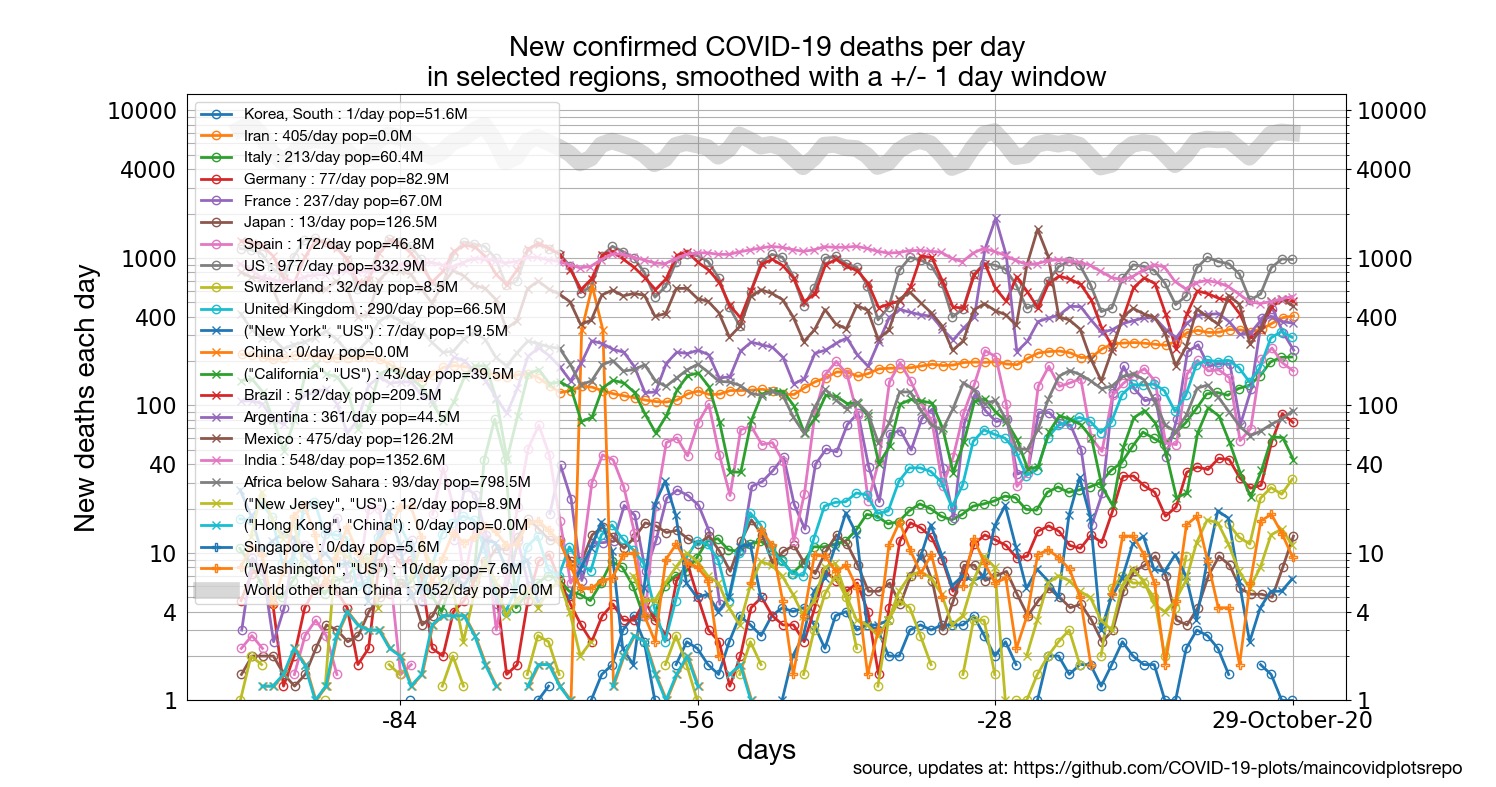 New confirmed COVID-19 deaths per day
in selected regions, smoothed with a +/- 1 day window
New deaths each day
10000
4000
1000
400
100
40
10
4
1
Korea, South : 1/day pop=51.6M
Iran : 405/day pop=0.0M
Italy : 213/day pop=60.4M
Germany : 77/day pop=82.9M
France : 237/day pop=67.0M
Japan : 13/day pop=126.5M
Spain : 172/day pop=46.8M
US : 977/day pop=332.9M
Switzerland : 32/day pop=8.5M
United Kingdom : 290/day pop=66.5M
("New York", "US") : 7/day pop=19.5M
China : 0/day pop=0.0M
("California", "US") : 43/day pop=39.5M
Brazil : 512/day pop=209.5M
Argentina : 361/day pop=44.5M
Mexico : 475/day pop=126.2M
India : 548/day pop=1352.6M
Africa below Sahara : 93/day pop=798.5M
("New Jersey", "US") : 12/day pop=8.9M
("Hong Kong", "China") : 0/day pop=0.0M
Singapore : 0/day pop=5.6M
("Washington", "US") : 10/day pop=7.6M
World other than China : 7052/day pop=0.0M
10000
4000
1000
400
100
40
10
4
1
-84
-56
-28
29-October-20
days
source, updates at: https://github.com/COVID-19-plots/maincovidplotsrepo